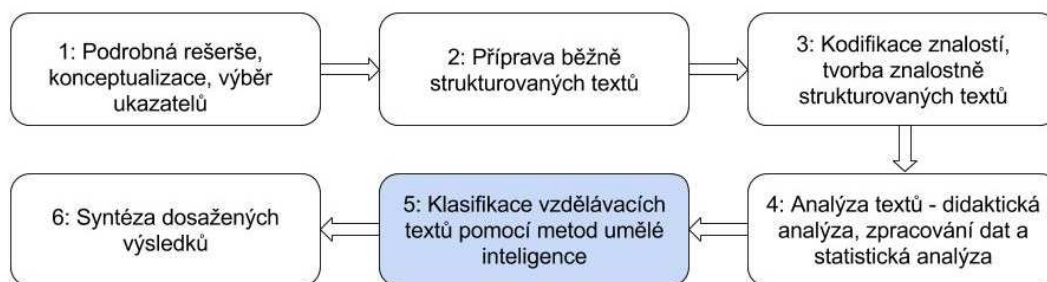 1: Podrobná rešerše,
konceptualizace, výběr
ukazatelů
2: Příprava běžně
strukturovaných textů
3: Kodifikace znalostí,
tvorba znalostně
strukturovaných textů
4: Analýza textů - didaktická
analýza, zpracování dat a
statistická analýza
5: Klasifikace vzdělávacích
textů pomocí metod umělé
inteligence
6: Syntéza dosažených
výsledků